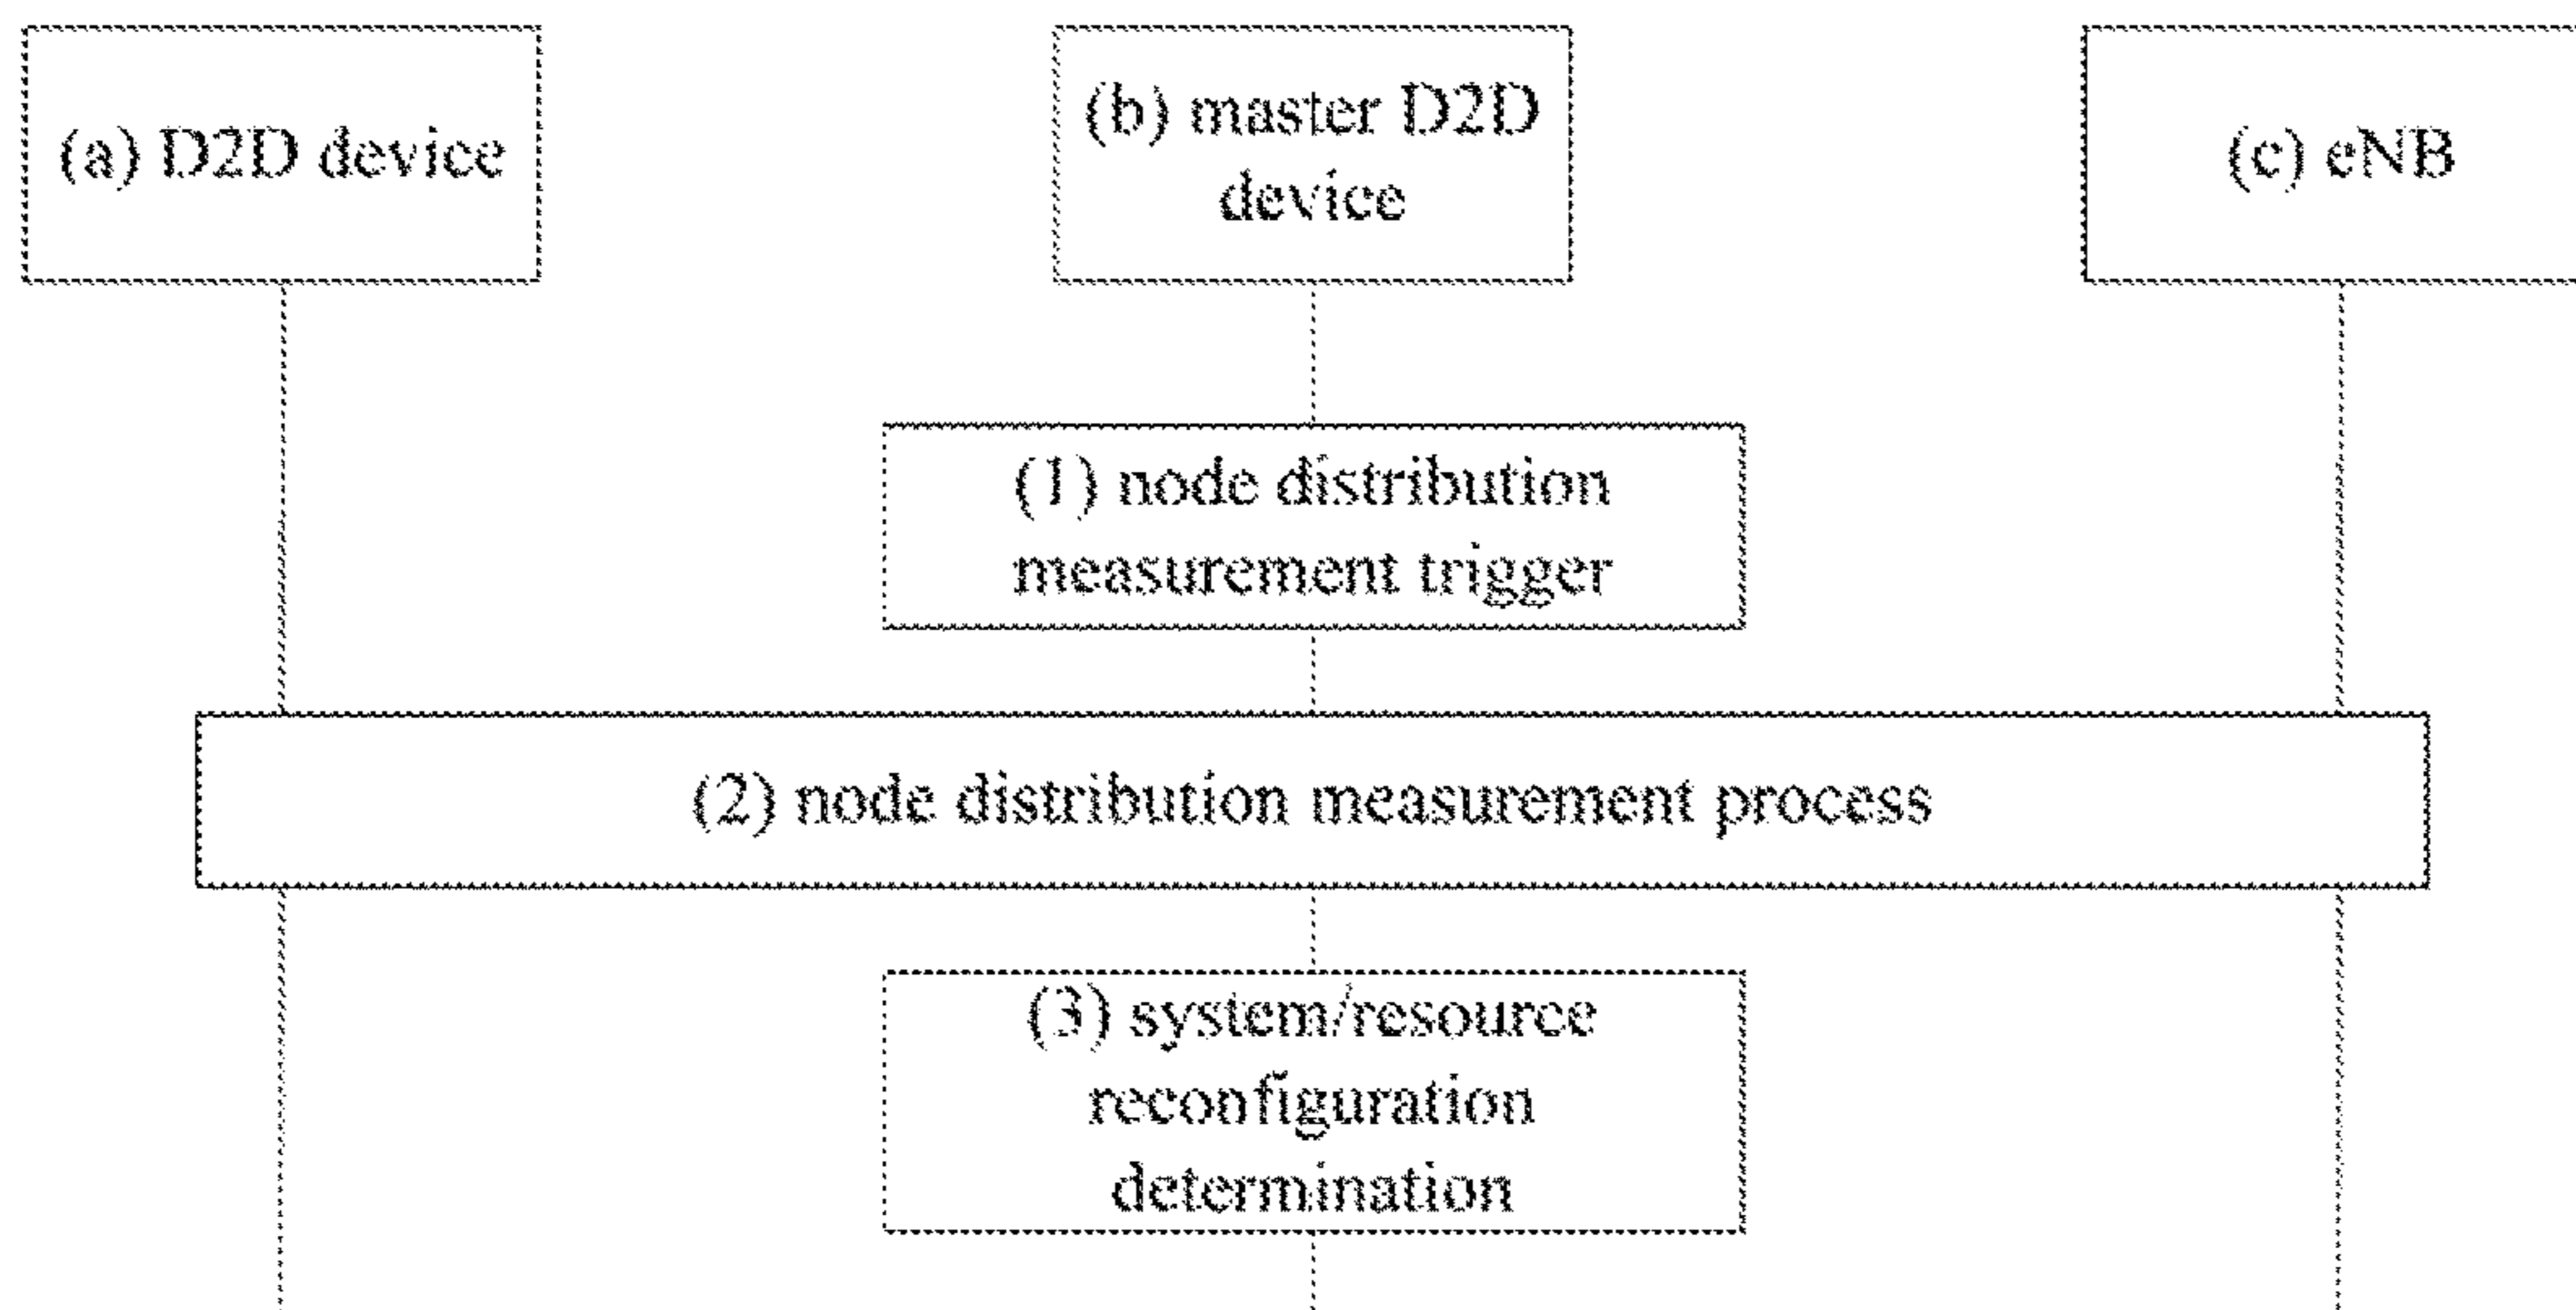 (a) D2D device
(b) master D2D
device
(c) eNB
(1) node distribution
measurement trigger
(2) node distribution measurement process
(3) system/resource
reconfiguration
determination